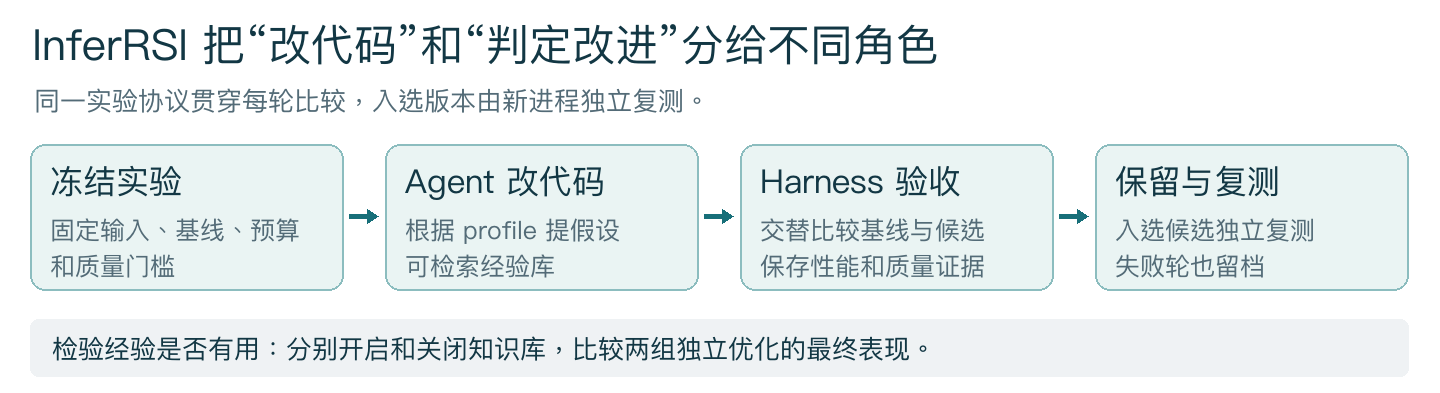 InferRSI 把“改代码”和“判定改进”分给不同角色
同一实验协议贯穿每轮比较，入选版本由新进程独立复测。
冻结实验
固定输入、基线、预算
和质量门槛
Agent 改代码
根据 profile 提假设
可检索经验库
Harness 验收
交替比较基线与候选
保存性能和质量证据
保留与复测
入选候选独立复测
失败轮也留档
检验经验是否有用：分别开启和关闭知识库，比较两组独立优化的最终表现。